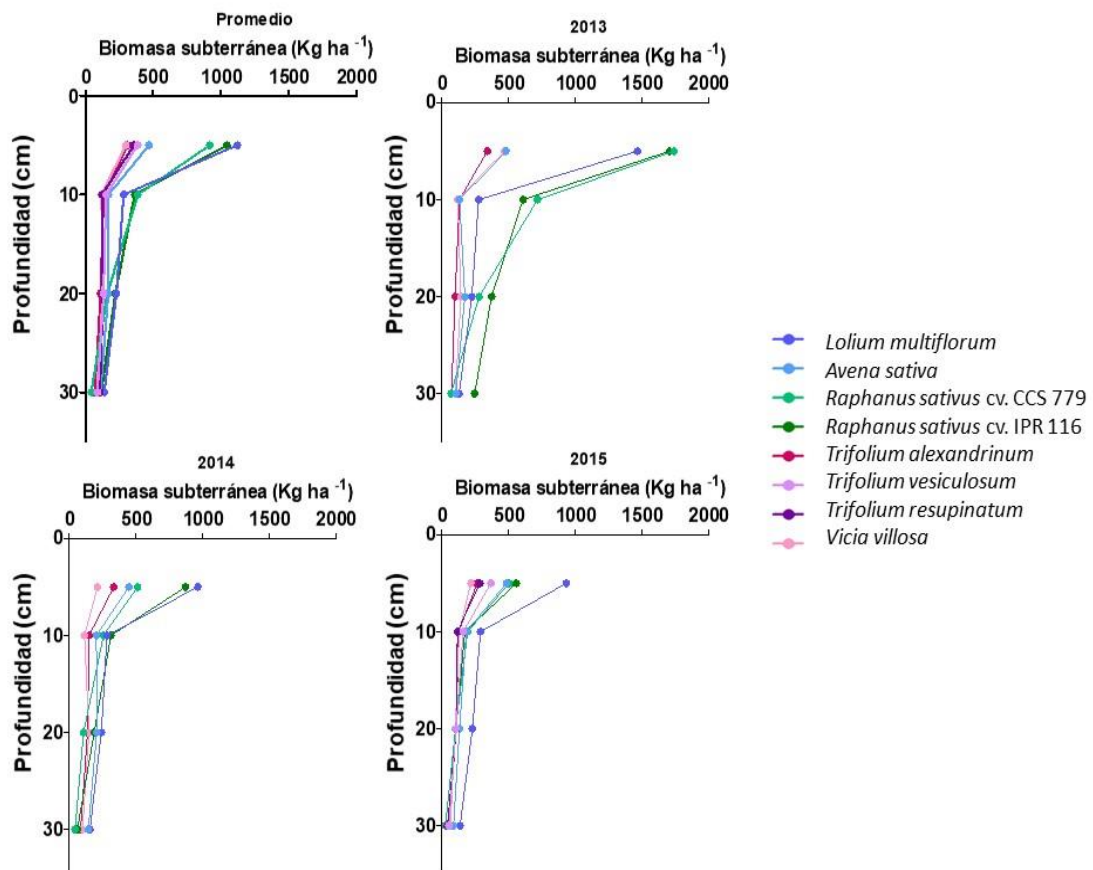 Promedio
Biomasa subterránea (Kg ha -1)
0 500 1000 1500 2000
0
10
20
30
Profundidad (cm)
2013
Biomasa subterránea (Kg ha -1)
0 500 1000 1500 2000
0
10
20
30
Profundidad (cm)
Lolium multiflorum
Avena sativa
Raphanus sativus cv. CCS 779
Raphanus sativus cv. IPR 116
Trifolium alexandrinum
Trifolium vesiculosum
Trifolium resupinatum
Vicia villosa
2014
Biomasa subterránea (Kg ha -1)
0 500 1000 1500 2000
0
10
20
30
Profundidad (cm)
2015
Biomasa subterránea (Kg ha -1)
0 500 1000 1500 2000
0
10
20
30
Profundidad (cm)